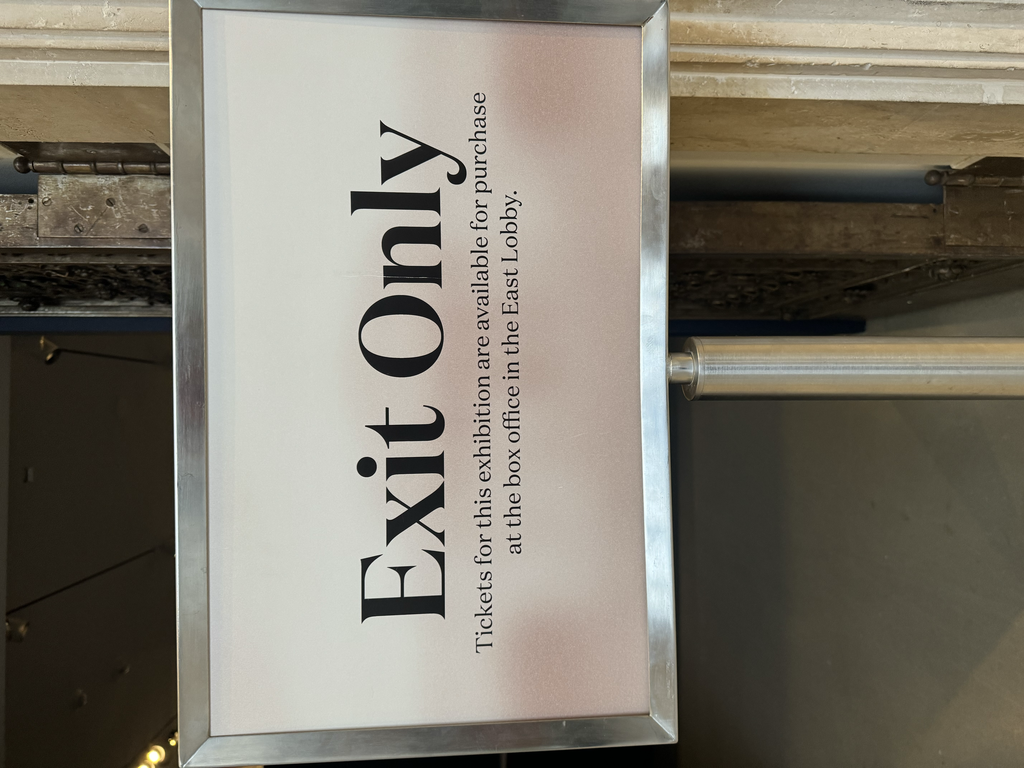 Exit Only
Tickets for this exhibition are available for purchase
at the box office in the East Lobby.